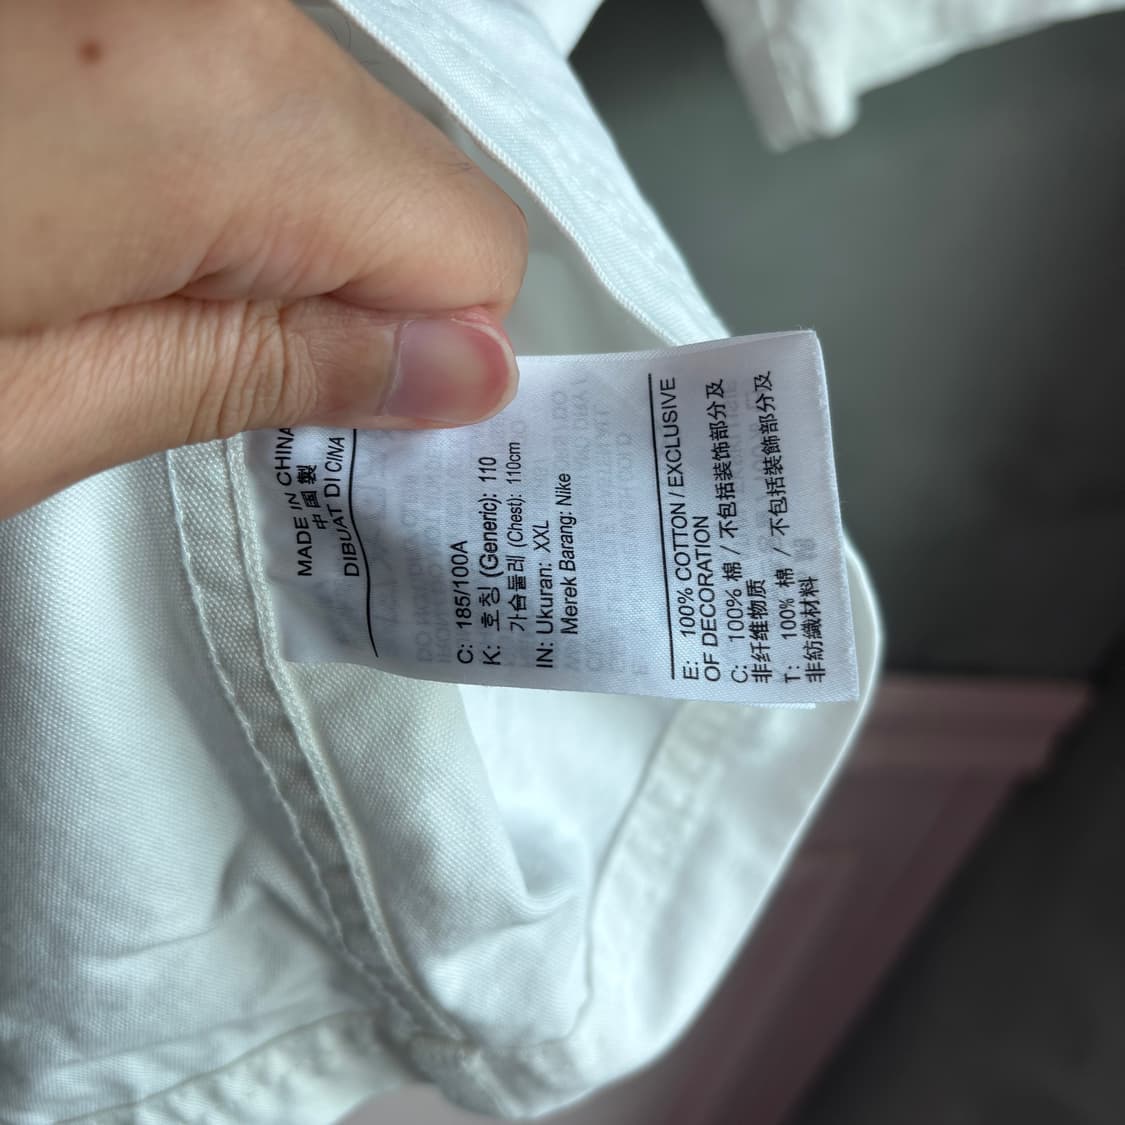 MADE IN CHINA
中國製
DIBUAT DI CINA
C: 185/100A
K: 호칭 (Generic): 110
가슴둘레 (Chest): 110cm
IN: Ukuran: XXL
Merek Barang: Nike
E: 100% COTTON / EXCLUSIVE
OF DECORATION
C: 100% 棉 / 不包括装饰部分及
非纤维物质
T: 100% 棉 / 不包括裝飾部分及
非紡織材料